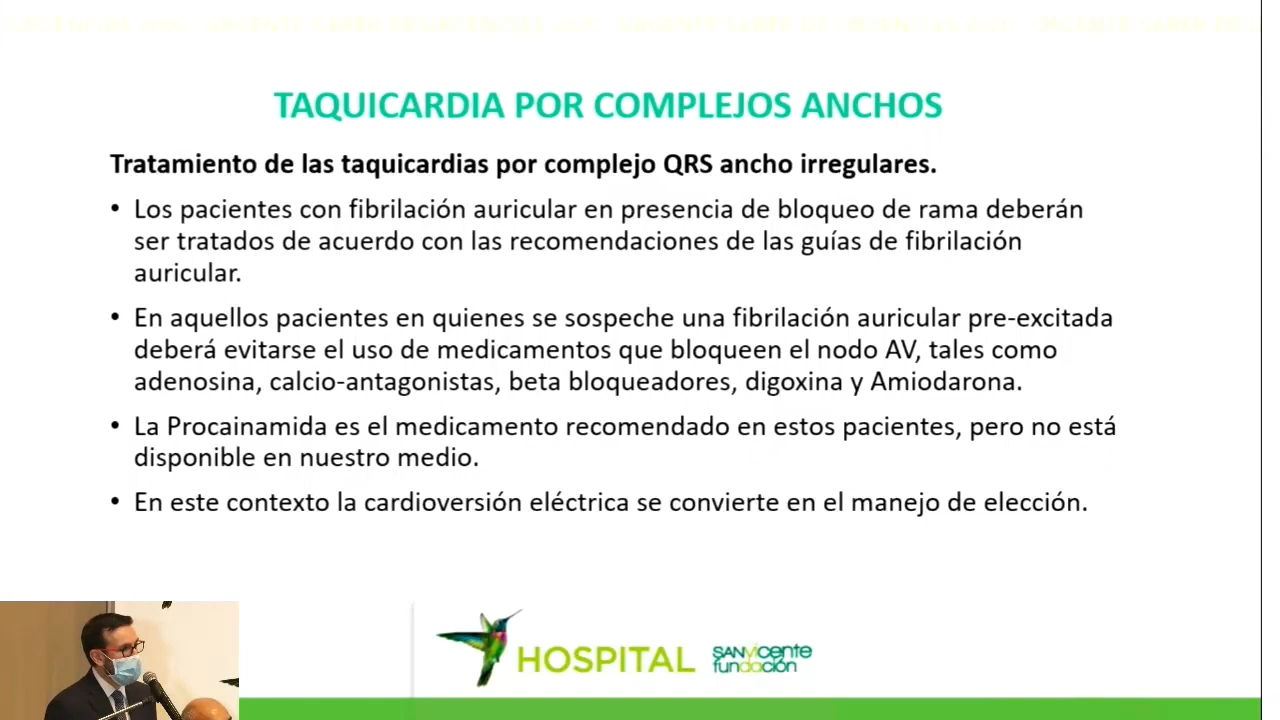 TAQUICARDIA POR COMPLEJOS ANCHOS
Tratamiento de las taquicardias por complejo QRS ancho irregulares.
• Los pacientes con fibrilación auricular en presencia de bloqueo de rama deberán
ser tratados de acuerdo con las recomendaciones de las guías de fibrilación
auricular.
• En aquellos pacientes en quienes se sospeche una fibrilación auricular pre-excitada
deberá evitarse el uso de medicamentos que bloqueen el nodo AV, tales como
adenosina, calcio-antagonistas, beta bloqueadores, digoxina y Amiodarona.
• La Procainamida es el medicamento recomendado en estos pacientes, pero no está
disponible en nuestro medio.
• En este contexto la cardioversión eléctrica se convierte en el manejo de elección.
HOSPITAL
SANVicente
fundación